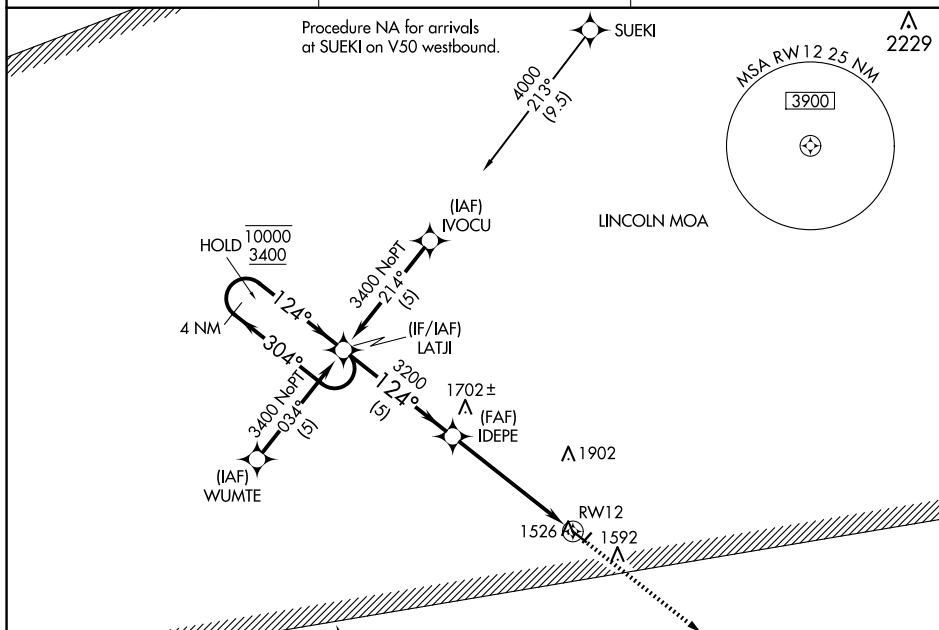 Procedure NA for arrivals
at SUEKI on V50 westbound.
SUEKI
2229
MSA RW12 25 NM
3900
4000
213°
(9.5)
(IAF)
IVOCU
LINCOLN MOA
HOLD
10000
3400
3400 NoPT
214°
(5)
4 NM
124°
304°
(IF/IAF)
LATJI
3200
124°
(5)
1702 ±
(FAF)
IDEPE
3400 NoPT
034°
(5)
(IAF)
WUMTE
1902
RW12
1526
1592